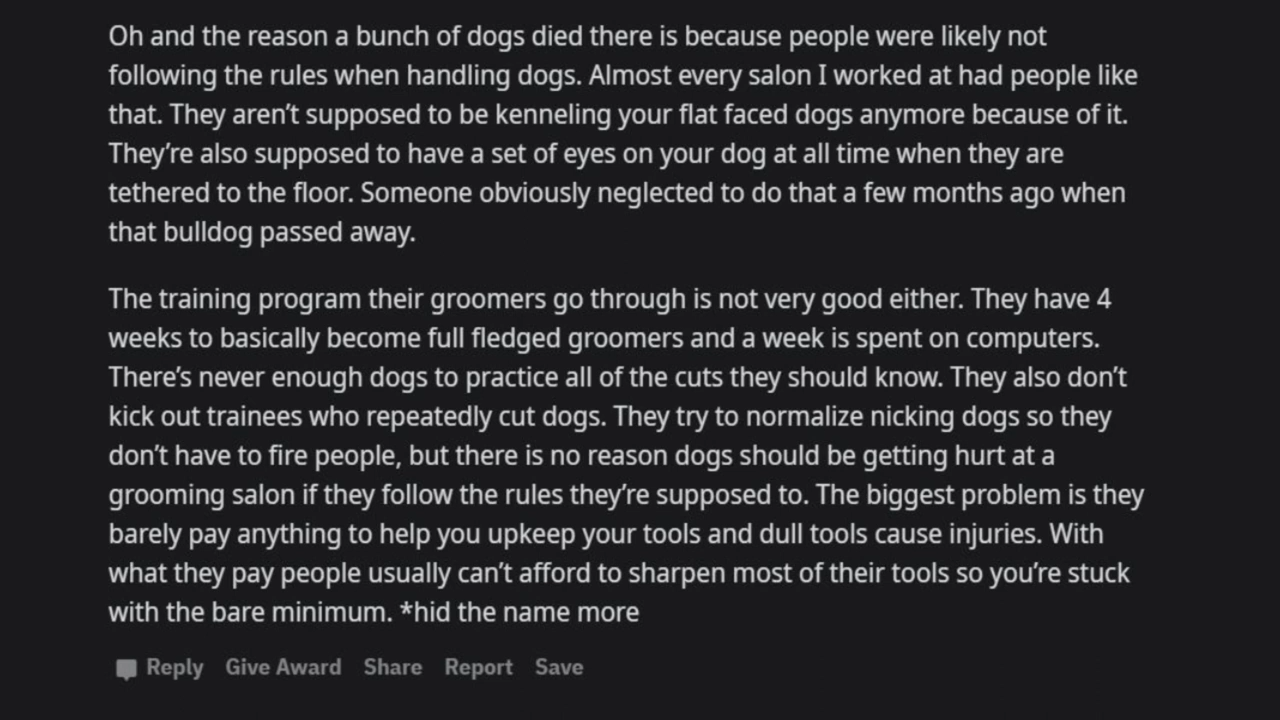 Oh and the reason a bunch of dogs died there is because people were likely not
following the rules when handling dogs. Almost every salon I worked at had people like
that. They aren’t supposed to be kenneling your flat faced dogs anymore because of it.
They’re also supposed to have a set of eyes on your dog at all time when they are
tethered to the floor. Someone obviously neglected to do that a few months ago when
that bulldog passed away.
The training program their groomers go through is not very good either. They have 4
weeks to basically become full fledged groomers and a week is spent on computers.
There’s never enough dogs to practice all of the cuts they should know. They also don’t
kick out trainees who repeatedly cut dogs. They try to normalize nicking dogs so they
don’t have to fire people, but there is no reason dogs should be getting hurt at a
grooming salon if they follow the rules they’re supposed to. The biggest problem is they
barely pay anything to help you upkeep your tools and dull tools cause injuries. With
what they pay people usually can’t afford to sharpen most of their tools so you’re stuck
with the bare minimum. *hid the name more
Reply Give Award Share Report Save